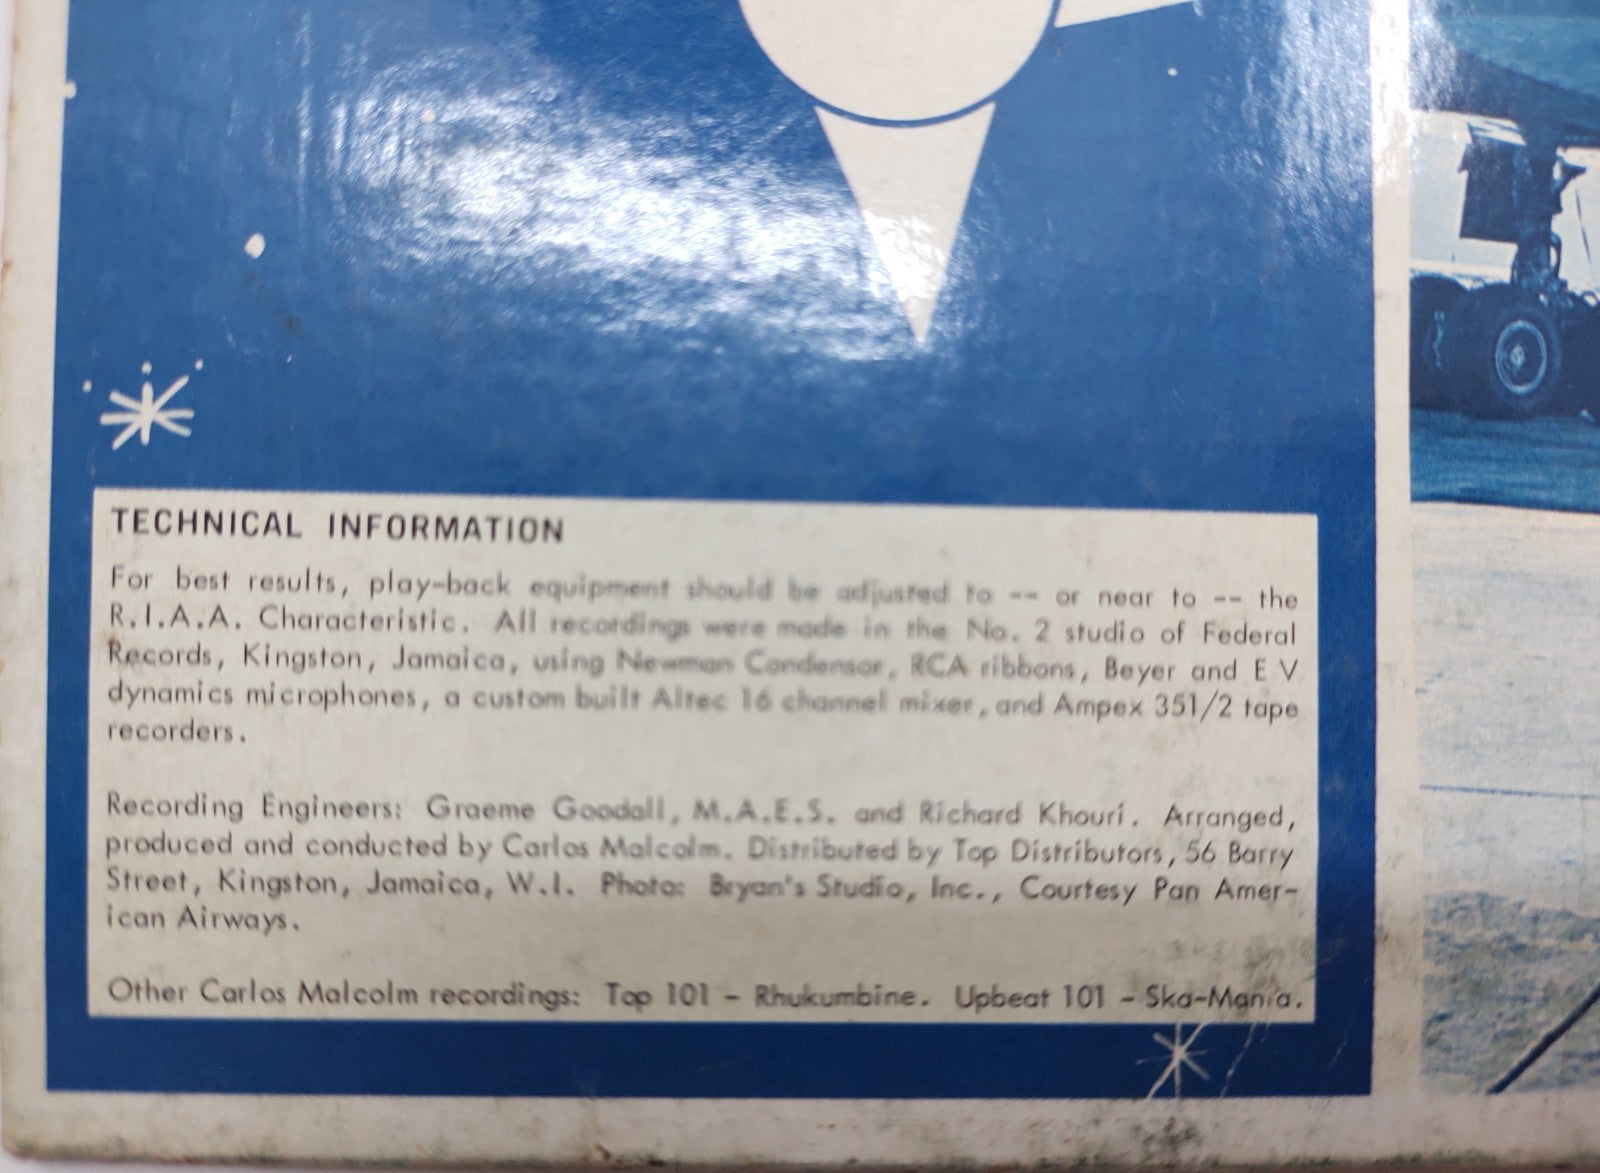 TECHNICAL INFORMATION
For best results, play-back equipment should be adjusted to -- or near to -- the
R.I.A.A. Characteristic. All recordings were made in the No. 2 studio of Federal
Records, Kingston, Jamaica, using Newman Condensor, RCA ribbons, Beyer and E V
dynamics microphones, a custom built Altec 16 channel mixer, and Ampex 351/2 tape
recorders.
Recording Engineers: Graeme Goodall, M.A.E.S. and Richard Khouri. Arranged,
produced and conducted by Carlos Malcolm. Distributed by Top Distributors, 56 Barry
Street, Kingston, Jamaica, W.I. Photo: Bryan's Studio, Inc., Courtesy Pan Amer-
ican Airways.
Other Carlos Malcolm recordings: Top 101 - Rhukumbine. Upbeat 101 - Ska-Mania.